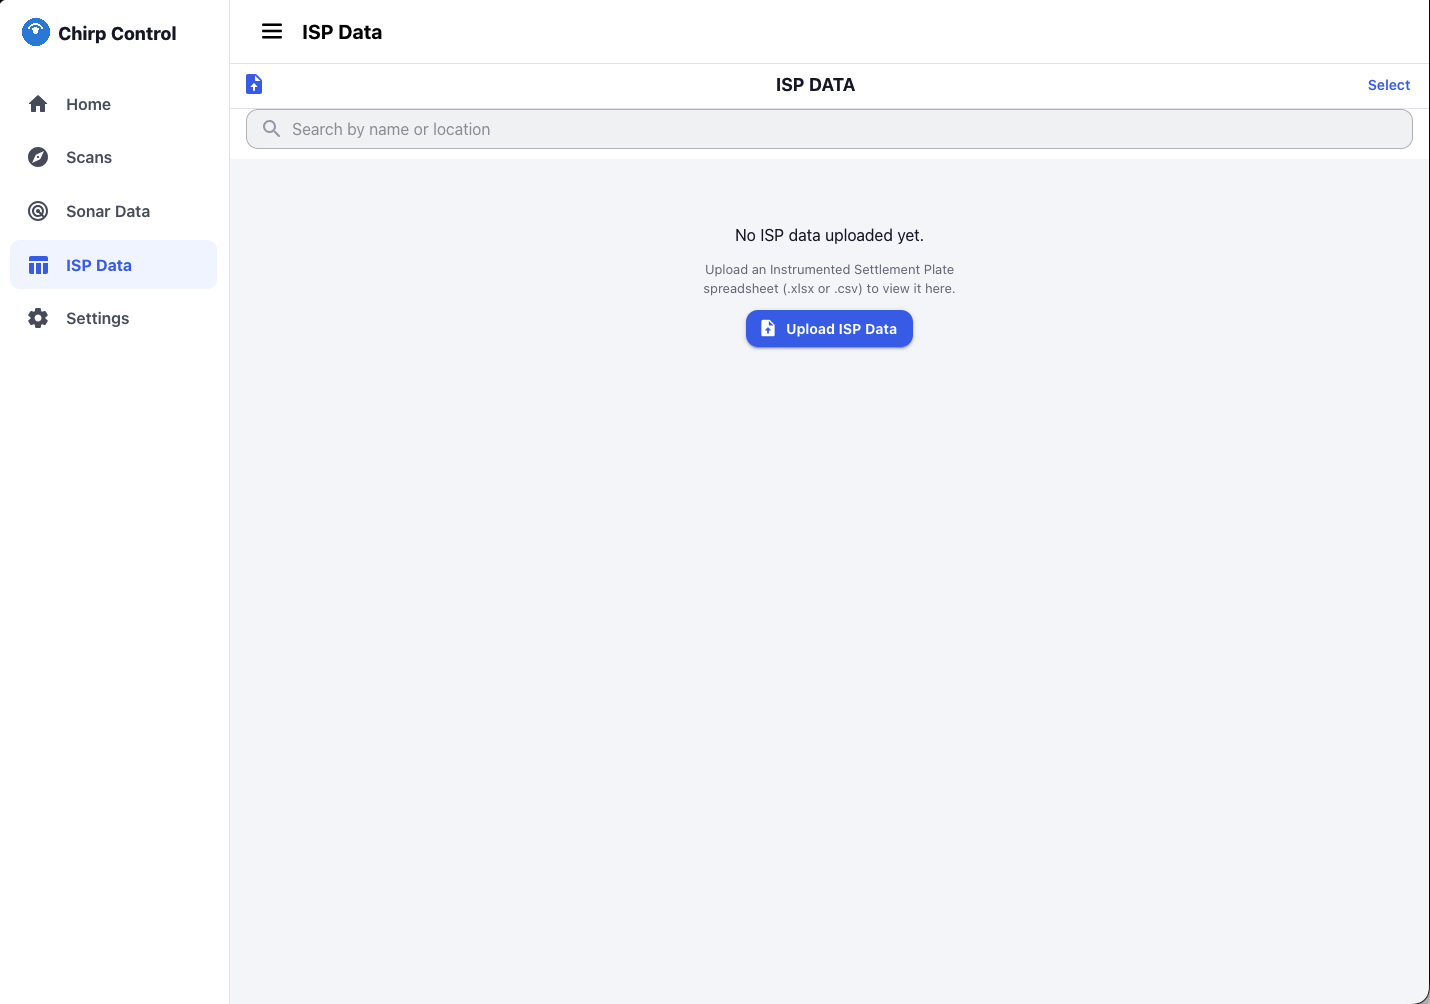 Chirp Control
ISP Data
Home
Scans
Sonar Data
ISP Data
Settings
ISP DATA
Select
Search by name or location
No ISP data uploaded yet.
Upload an Instrumented Settlement Plate
spreadsheet (.xlsx or .csv) to view it here.
Upload ISP Data